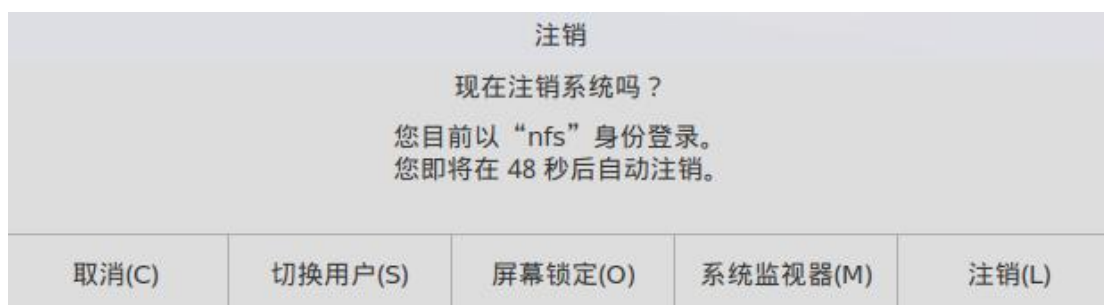 注销
现在注销系统吗？
您目前以“nfs”身份登录。
您即将在 48 秒后自动注销。
取消(C) 切换用户(S) 屏幕锁定(O) 系统监视器(M) 注销(L)